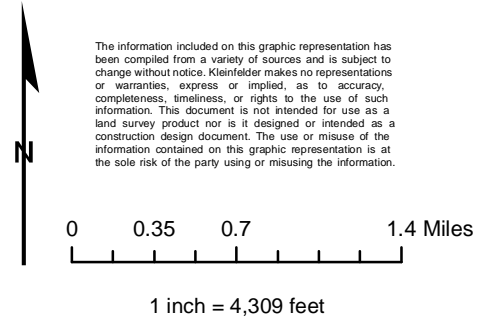 The information included on this graphic representation has
been compiled from a variety of sources and is subject to
change without notice. Kleinfelder makes no representations
or warranties, express or implied, as to accuracy,
completeness, timeliness, or rights to the use of such
information. This document is not intended for use as a
land survey product nor is it designed or intended as a
construction design document. The use or misuse of the
information contained on this graphic representation is at
the sole risk of the party using or misusing the information.
N
0 0.35 0.7 1.4 Miles
1 inch = 4,309 feet